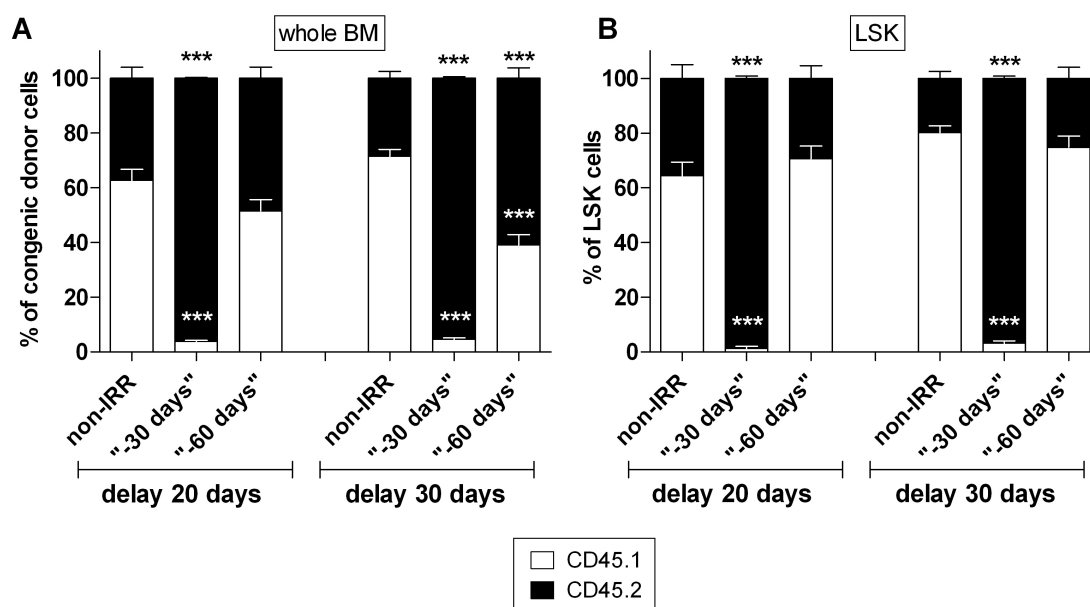 A
whole BM
% of congenic donor cells
100
80
60
40
20
0
***
***
***
***
***
***
non-IRR
"-30 days"
"-60 days"
non-IRR
"-30 days"
"-60 days"
delay 20 days
delay 30 days
B
LSK
% of LSK cells
100
80
60
40
20
0
***
***
***
***
non-IRR
"-30 days"
"-60 days"
non-IRR
"-30 days"
"-60 days"
delay 20 days
delay 30 days
CD45.1
CD45.2